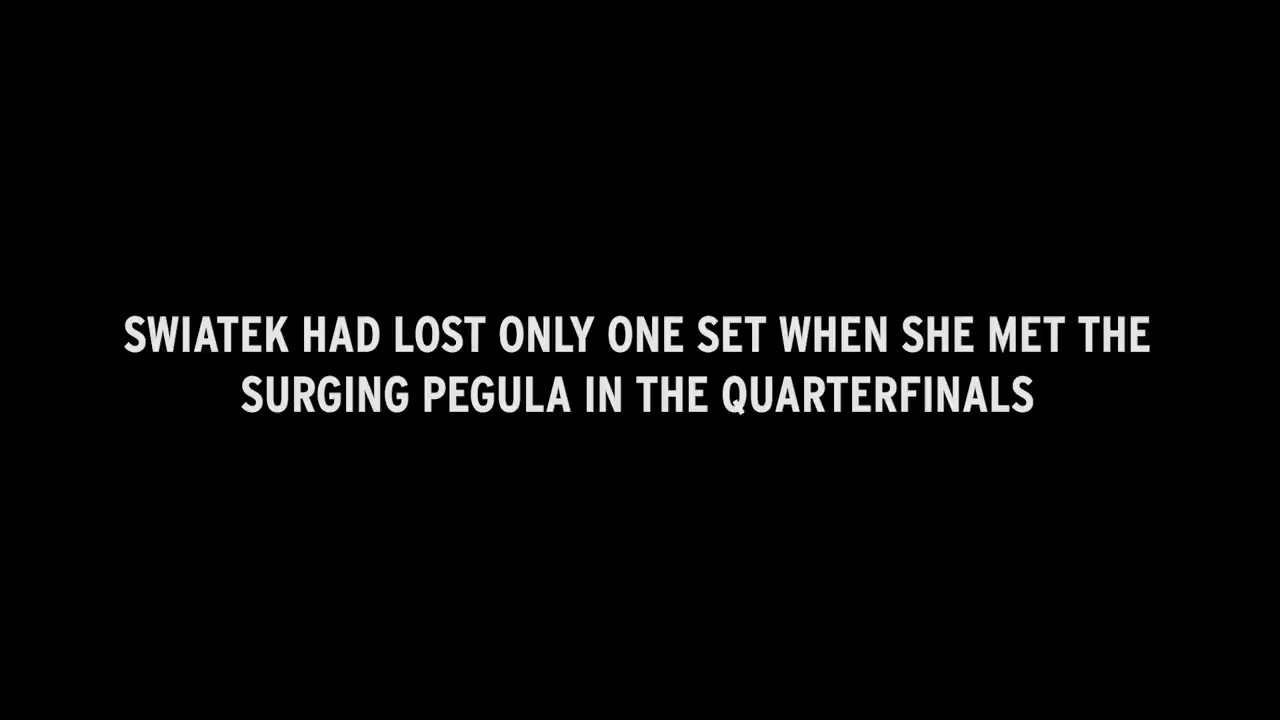 SWIATEK HAD LOST ONLY ONE SET WHEN SHE MET THE
SURGING PEGULA IN THE QUARTERFINALS